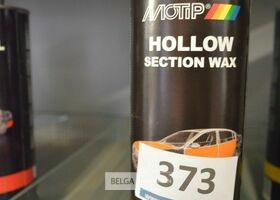 MOTIP
HOLLOW
SECTION WAX
373
BELGA